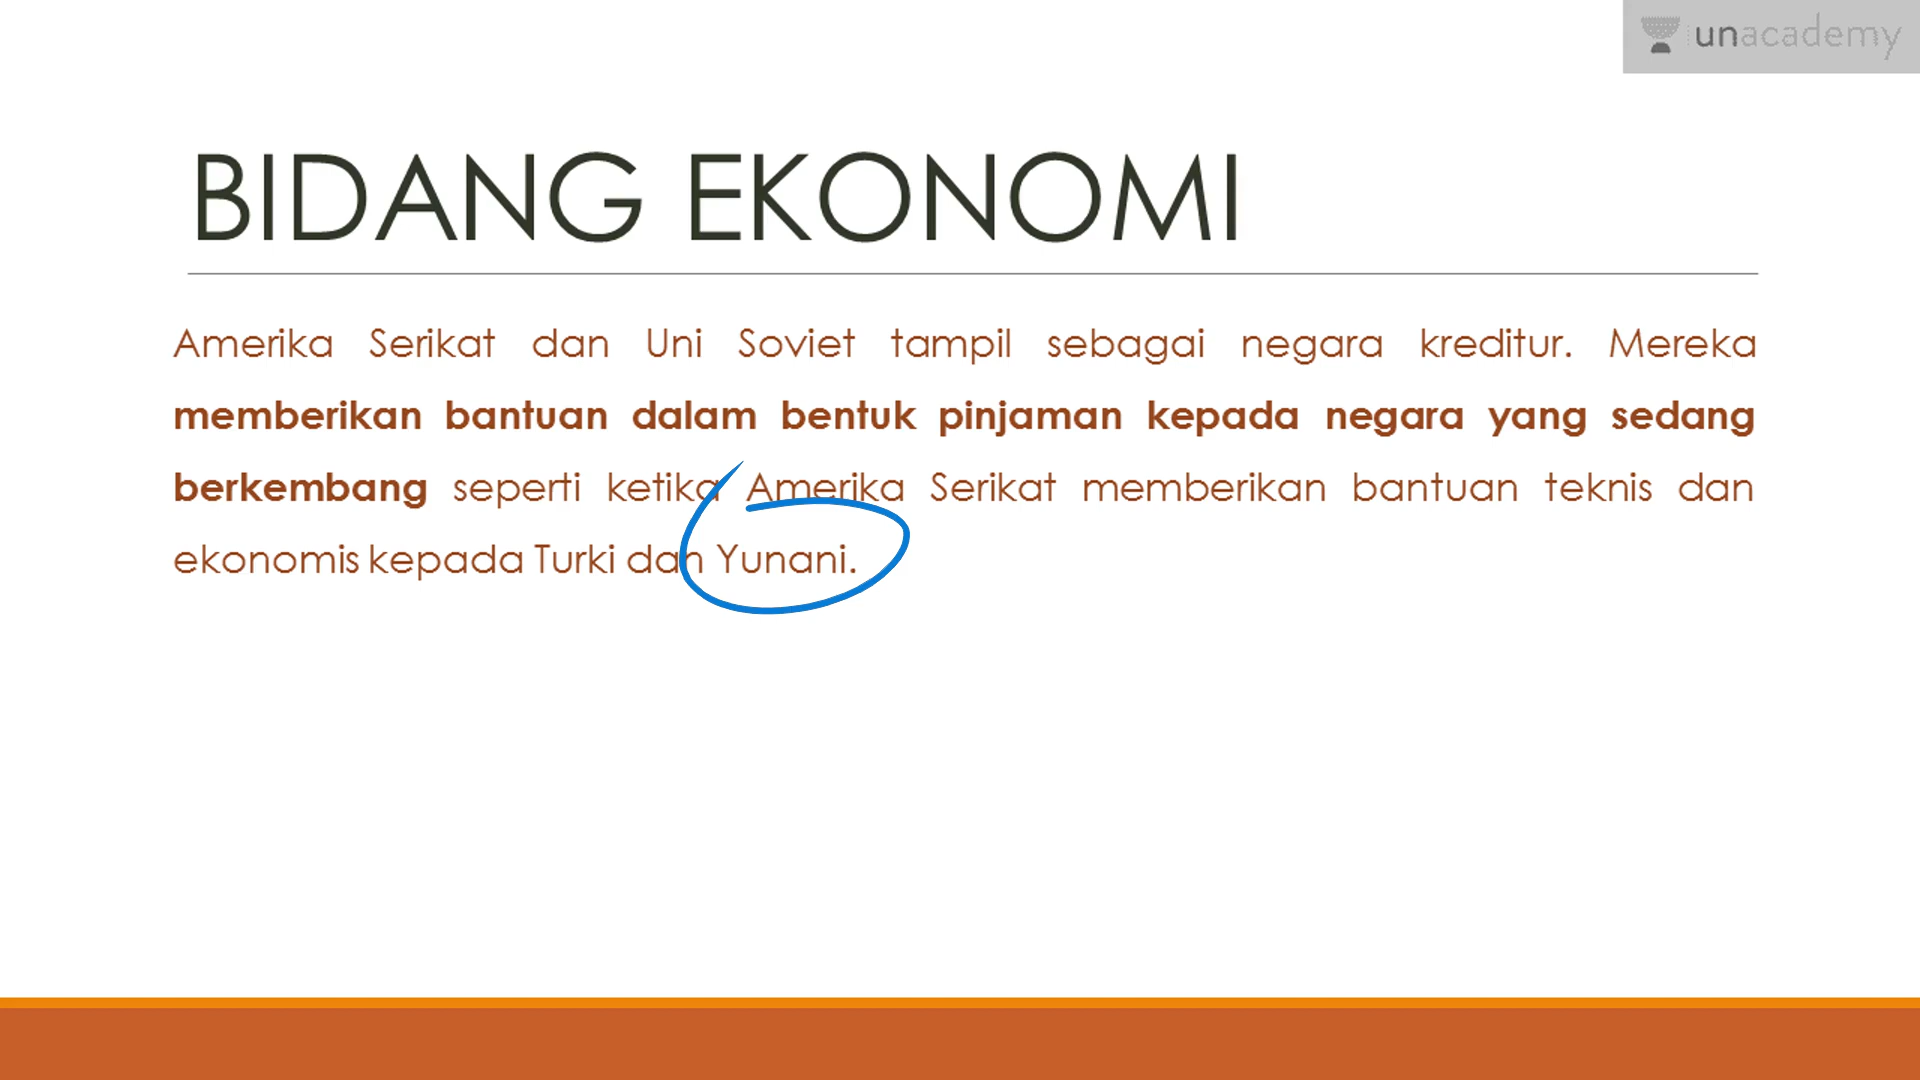 unacademy
BIDANG EKONOMI
Amerika Serikat dan Uni Soviet tampil sebagai negara kreditur. Mereka
memberikan bantuan dalam bentuk pinjaman kepada negara yang sedang
berkembang seperti ketika Amerika Serikat memberikan bantuan teknis dan
ekonomis kepada Turki dan Yunani.